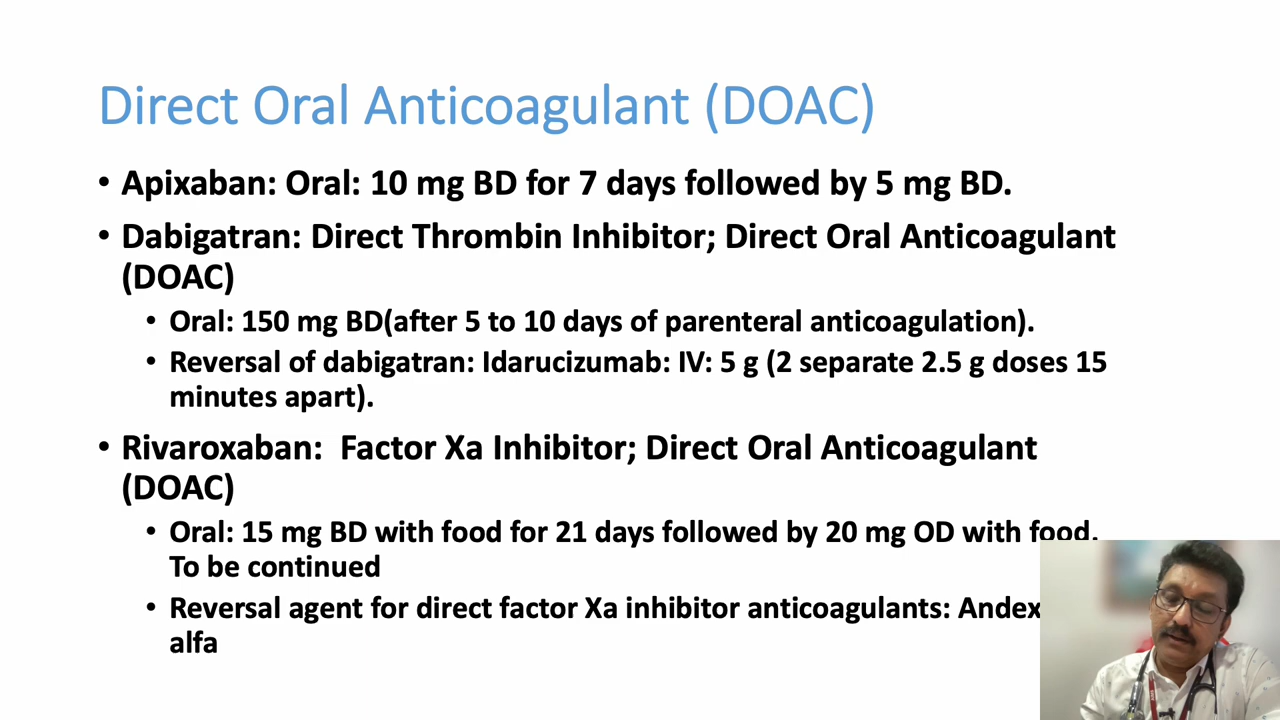 Direct Oral Anticoagulant (DOAC)
• Apixaban: Oral: 10 mg BD for 7 days followed by 5 mg BD.
• Dabigatran: Direct Thrombin Inhibitor; Direct Oral Anticoagulant
(DOAC)
• Oral: 150 mg BD(after 5 to 10 days of parenteral anticoagulation).
• Reversal of dabigatran: Idarucizumab: IV: 5 g (2 separate 2.5 g doses 15
minutes apart).
• Rivaroxaban: Factor Xa Inhibitor; Direct Oral Anticoagulant
(DOAC)
• Oral: 15 mg BD with food for 21 days followed by 20 mg OD with food.
To be continued
• Reversal agent for direct factor Xa inhibitor anticoagulants: Andex
alfa